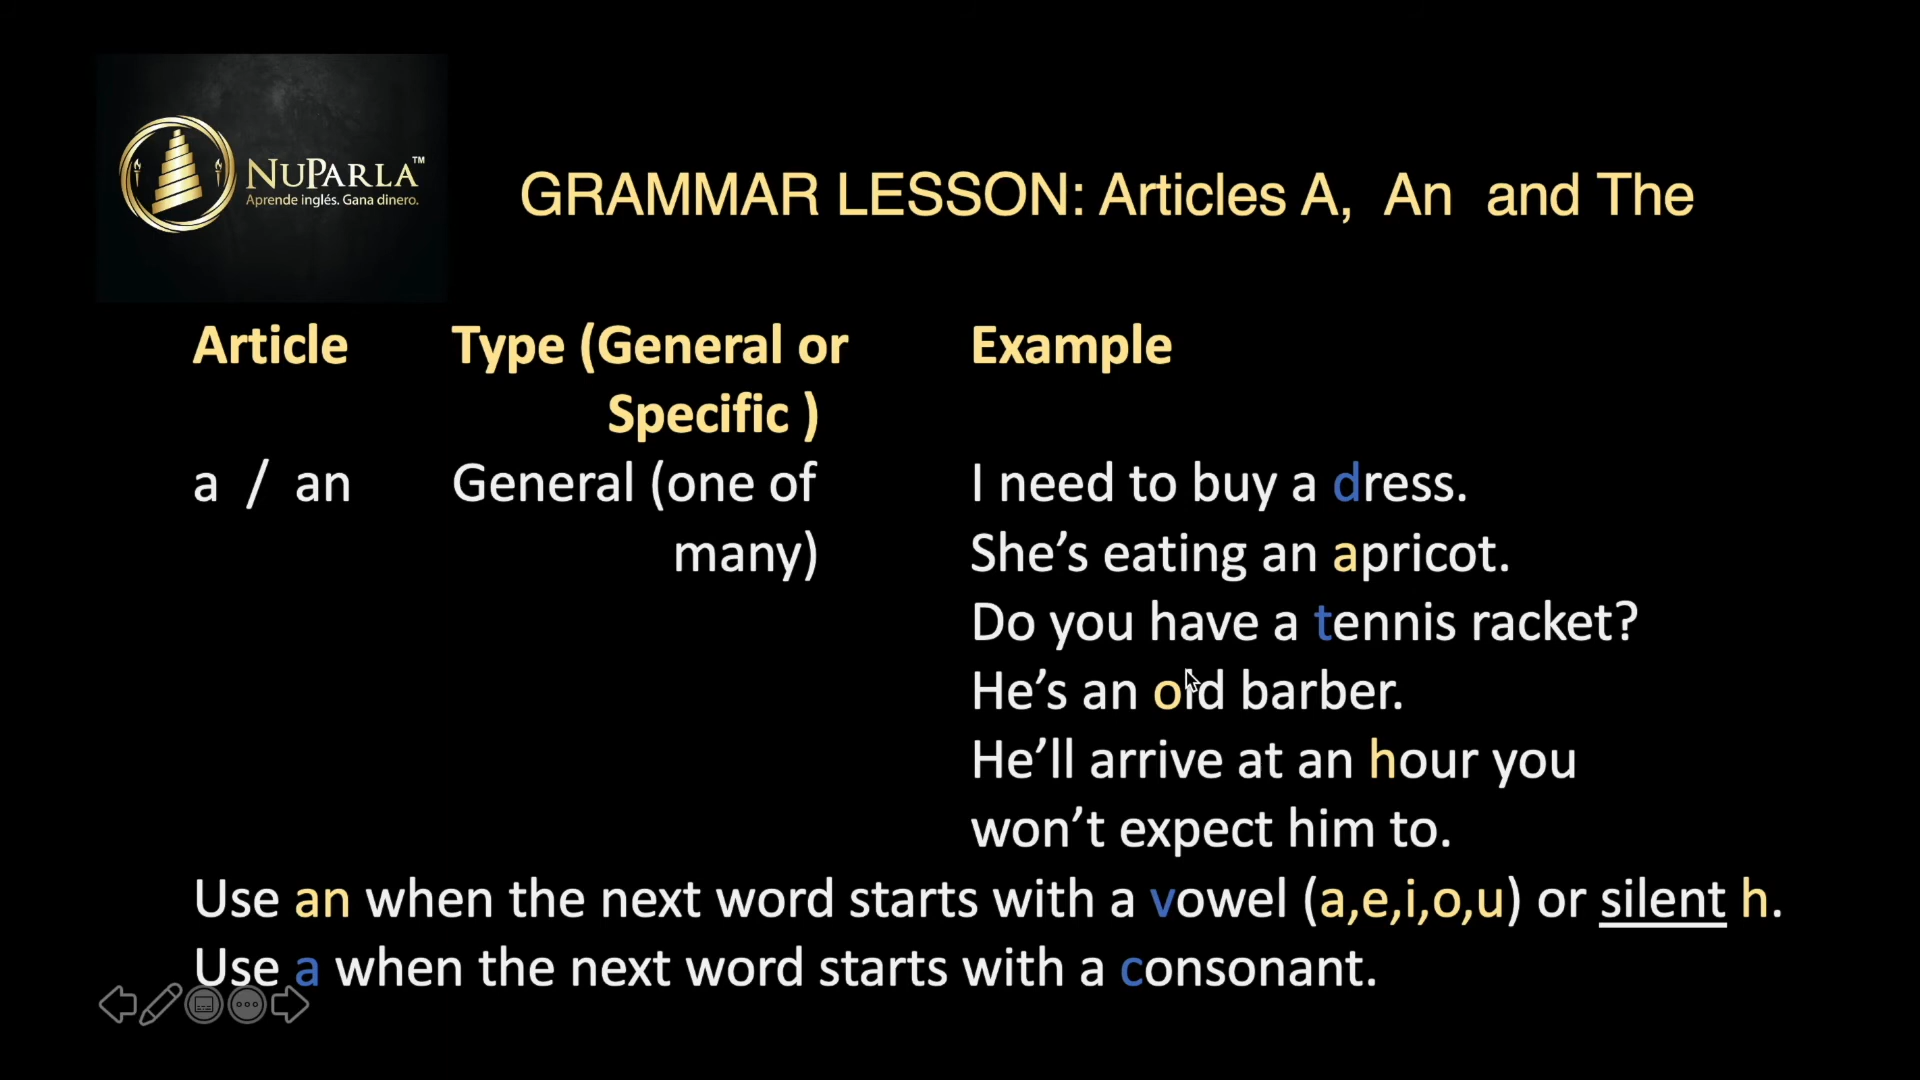 NUPARLA™
Aprende inglés. Gana dinero.
GRAMMAR LESSON: Articles A, An and The
Article Type (General or Example
Specific )
a / an General (one of I need to buy a dress.
many) She’s eating an apricot.
Do you have a tennis racket?
He’s an old barber.
He’ll arrive at an hour you
won’t expect him to.
Use an when the next word starts with a vowel (a,e,i,o,u) or silent h.
Use a when the next word starts with a consonant.